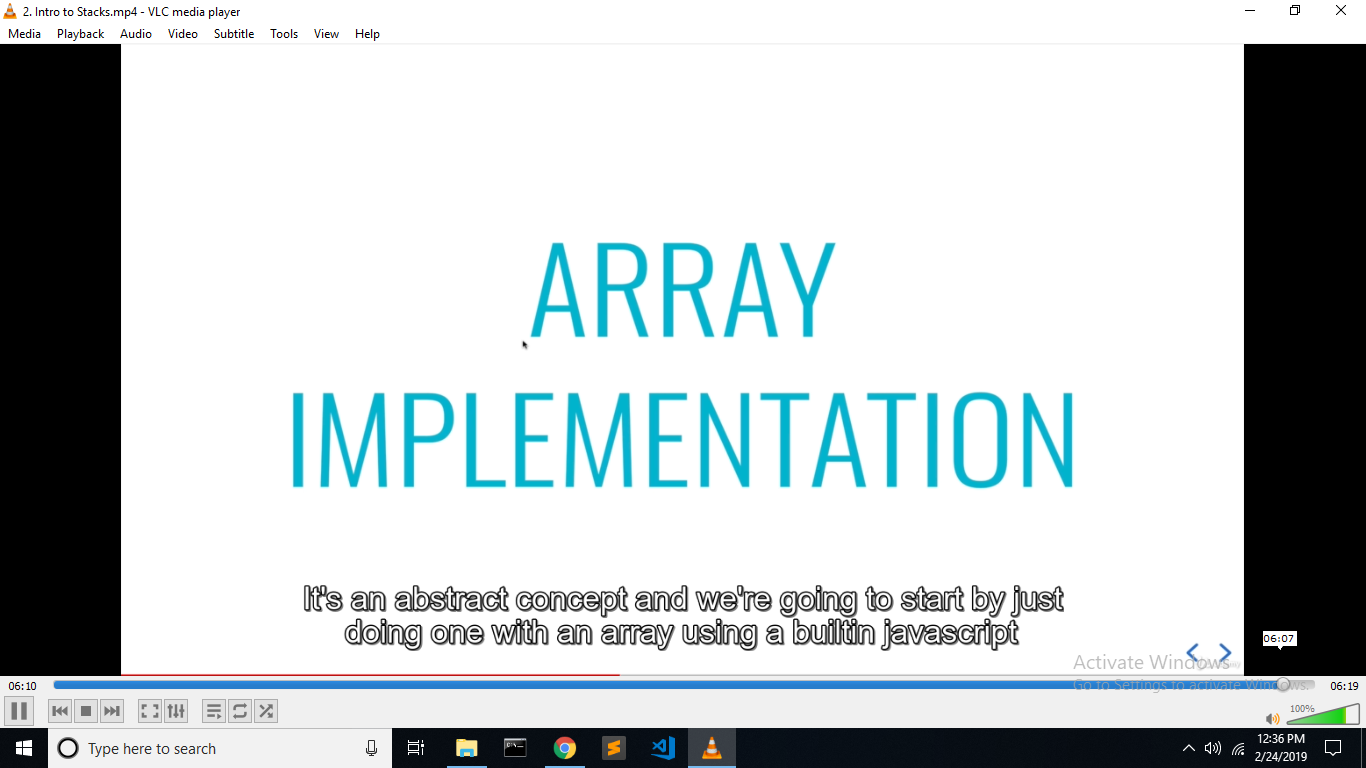 2. Intro to Stacks.mp4 - VLC media player
Media Playback Audio Video Subtitle Tools View Help
ARRAY
IMPLEMENTATION
It's an abstract concept and we're going to start by just
doing one with an array using a builtin javascript
06:07
Activate Windows
Go to Settings to activate Windows.
06:10
06:19
100%
Type here to search
12:36 PM
2/24/2019